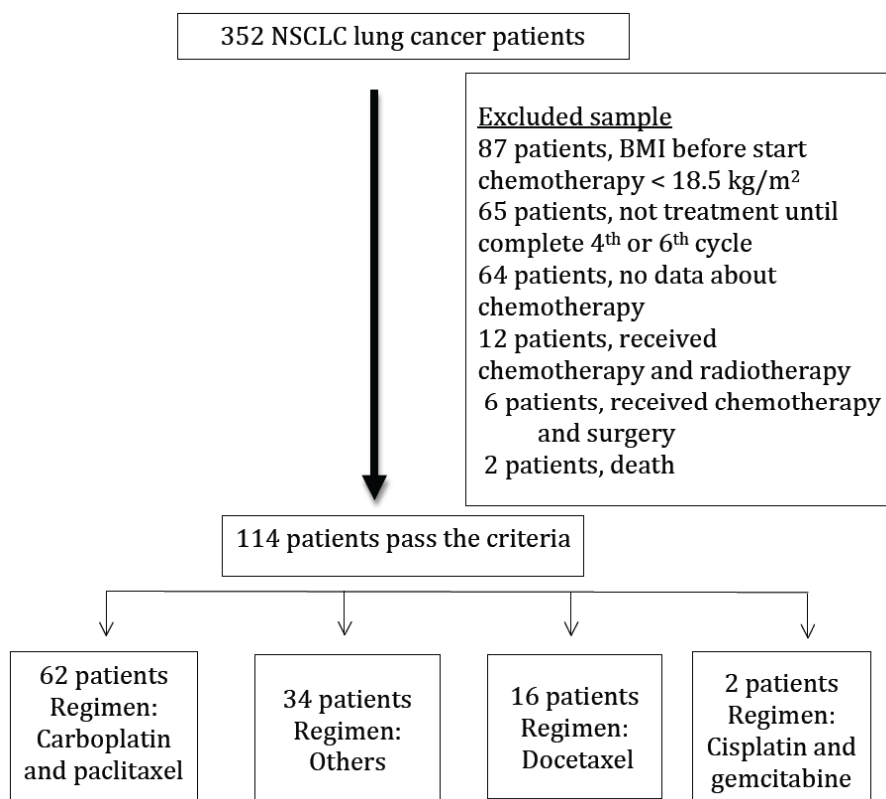 352 NSCLC lung cancer patients
Excluded sample
87 patients, BMI before start
chemotherapy < 18.5 kg/m²
65 patients, not treatment until
complete 4th or 6th cycle
64 patients, no data about
chemotherapy
12 patients, received
chemotherapy and radiotherapy
6 patients, received chemotherapy
and surgery
2 patients, death
114 patients pass the criteria
62 patients
Regimen:
Carboplatin
and paclitaxel
34 patients
Regimen:
Others
16 patients
Regimen:
Docetaxel
2 patients
Regimen:
Cisplatin and
gemcitabine